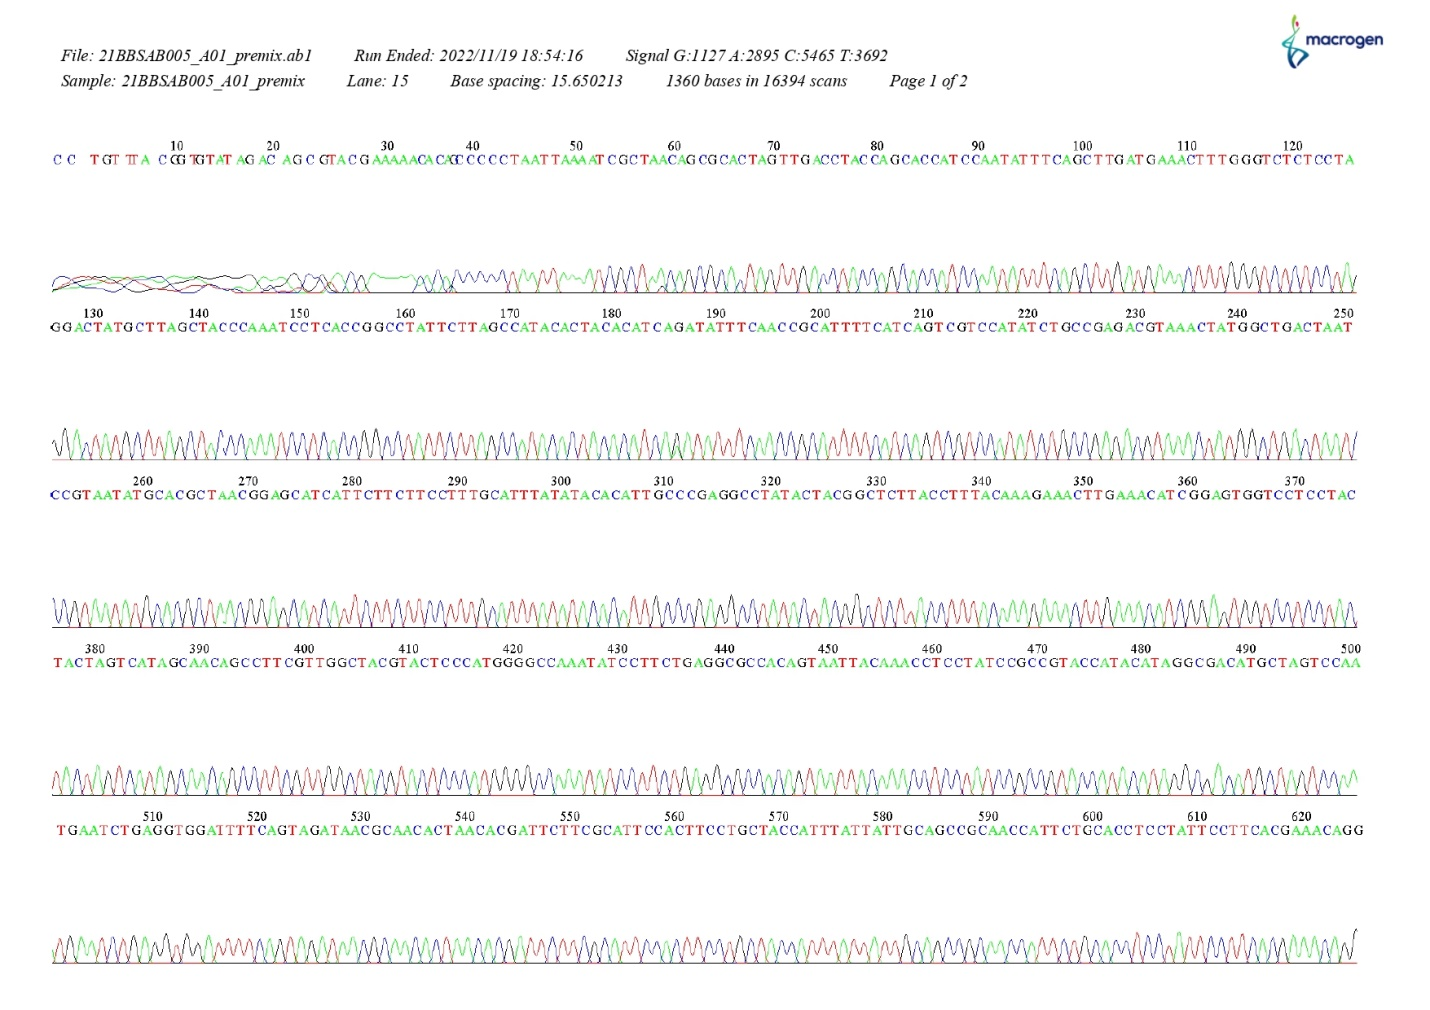 File: 21BBSAB005_A01_premix.ab1 Run Ended: 2022/11/19 18:54:16 Signal G:1127 A:2895 C:5465 T:3692
Sample: 21BBSAB005_A01_premix Lane: 15 Base spacing: 15.650213 1360 bases in 16394 scans Page 1 of 2
macrogen
10 20 30 40 50 60 70 80 90 100 110 120
CC TGTTTA CGGTGTATAGACAGCGTACGAAAAACACAGCCCCCCTAATTAAAATCGCTAACAGCGCACTAGTTGACCTACCAGCACCATCCAATATTTCAGCTTGATGAAACTTTGGGTCTCTCCTA
130 140 150 160 170 180 190 200 210 220 230 240 250
GGACTATGCTTAGCTACCCAAATCCTCACCGGCCTATTCTTAGCCATACACTACACATCAGATATTTCAACCGCATTTTCATCAGTCGTCCATATCTGCCGAGACGTAAACTATGGCTGACTAAT
260 270 280 290 300 310 320 330 340 350 360 370
CCGTAATATGCACGCTAACGGAGCATCATTCTTCTTCCTTTGCATTTATATACACATTGCCCGAGGCCTATACTACGGCTCTTACCTTTACAAAGAAACTTGAAACATCGGAGTGGTCCTCCTAC
380 390 400 410 420 430 440 450 460 470 480 490 500
TACTAGTCATAGCAACAGCCTTCGTTGGCTACGTACTCCCATGGGGCCAAATATCCTTCTGAGGCGCCACAGTAATTACAAACCTCCTATCCGCCGTACCATACATAGGCGACATGCTAGTCCAA
510 520 530 540 550 560 570 580 590 600 610 620
TGAATCTGAGGTGGATTTTCAGTAGATAACGCAACACTAACACGATTCTTCGCATTCCACTTCCTGCTACCATTTATTATTGCAGCCGCAACCATTCTGCACCTCCTATTCCTTCACGAAACAGG